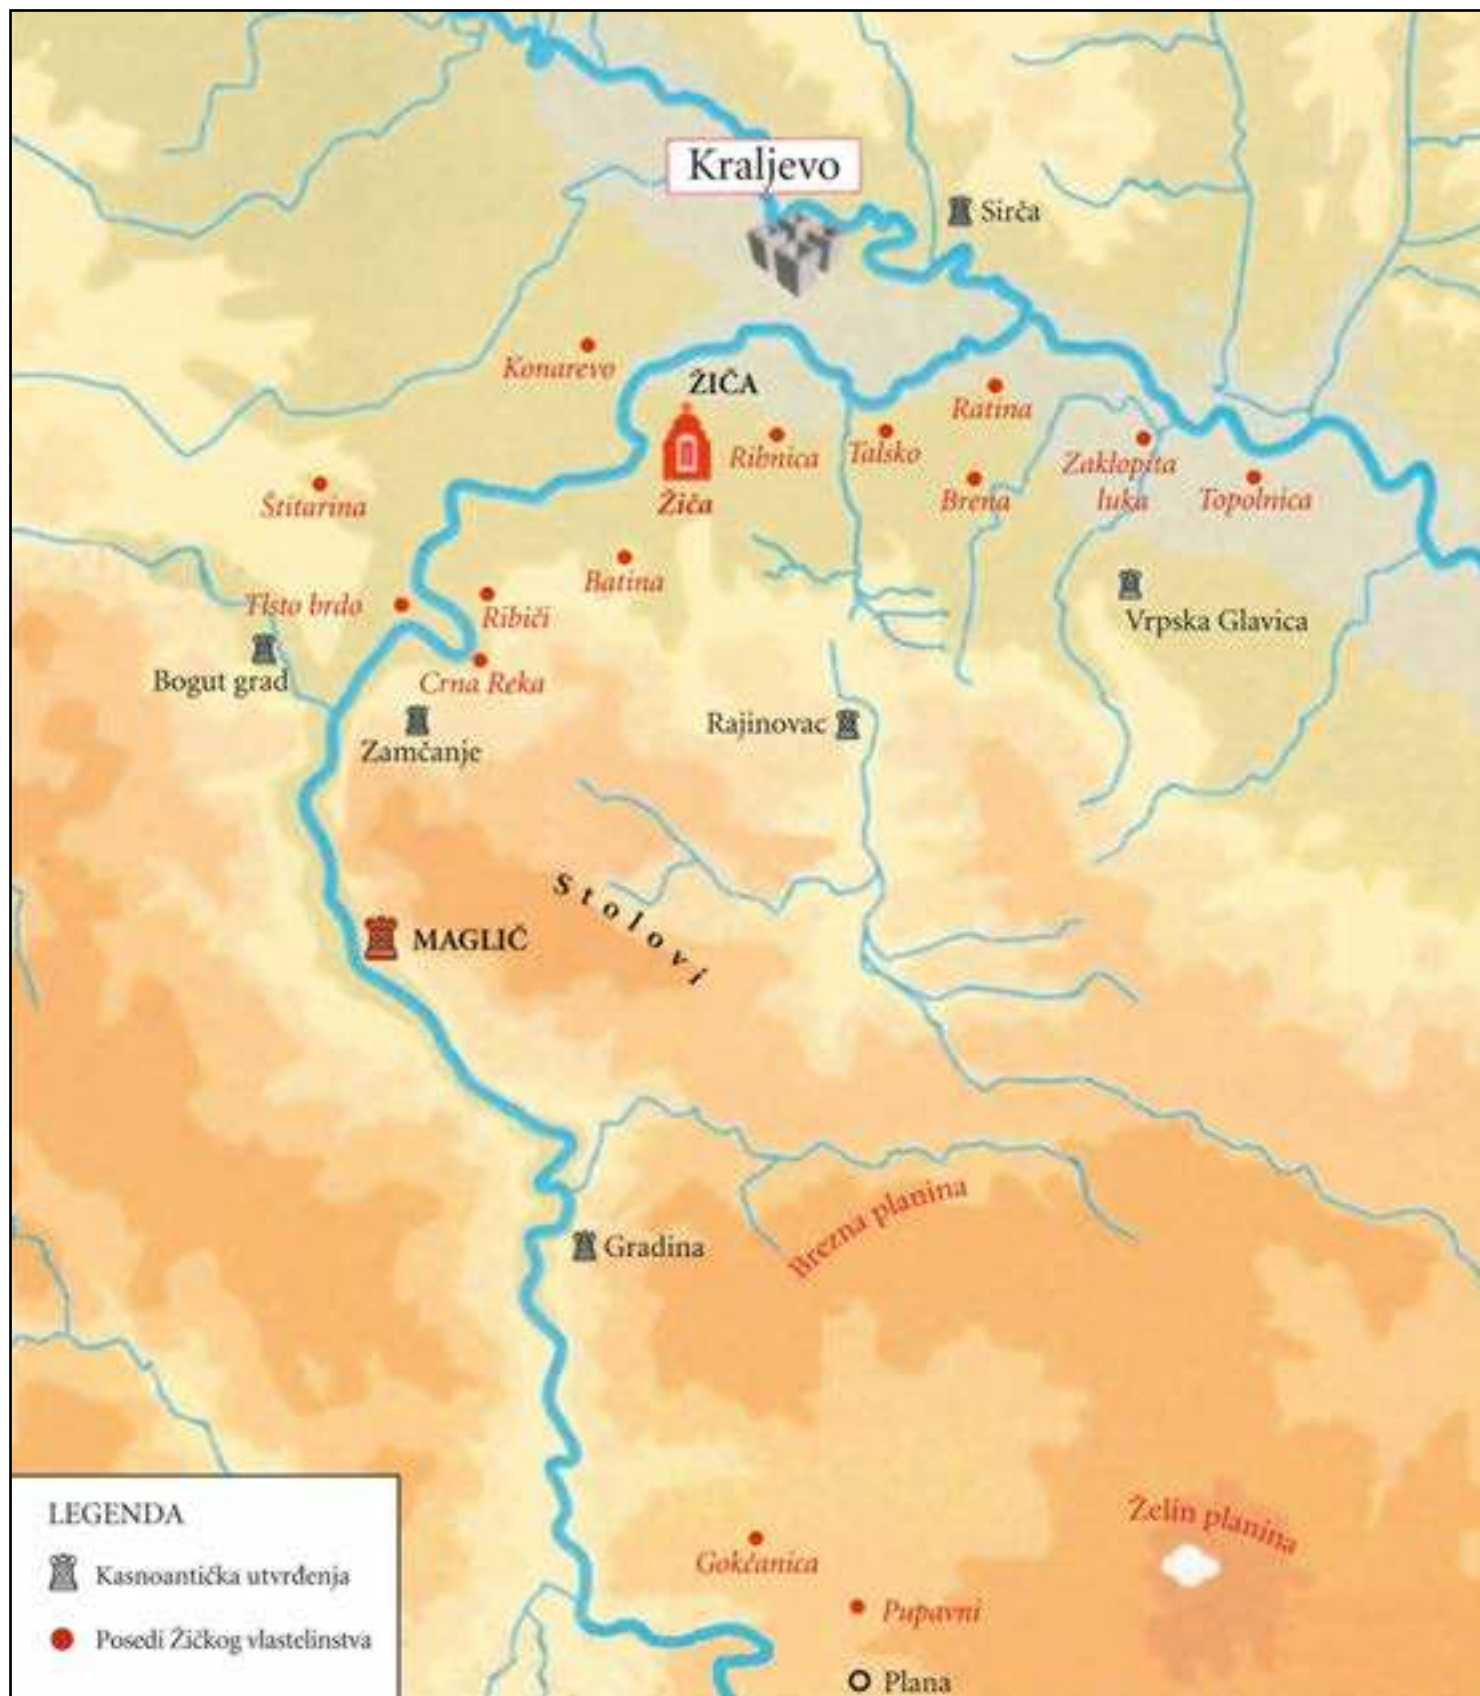 Kraljevo
Sirča
Konarevo
ŽIČA
Ratina
Ribnica
Talsko
Zaklopita
luka
Štitarina
Žiča
Brena
Topolnica
Batina
Tlsto brdo
Ribiči
Vrpska Glavica
Bogut grad
Crna Reka
Rajinovac
Zamčanje
Stolovi
MAGLIČ
Brezna planina
Gradina
Želin planina
Gokčanica
Pupavni
Plana
LEGENDA
Kasnoantička utvrđenja
Posedi Žičkog vlastelinstva